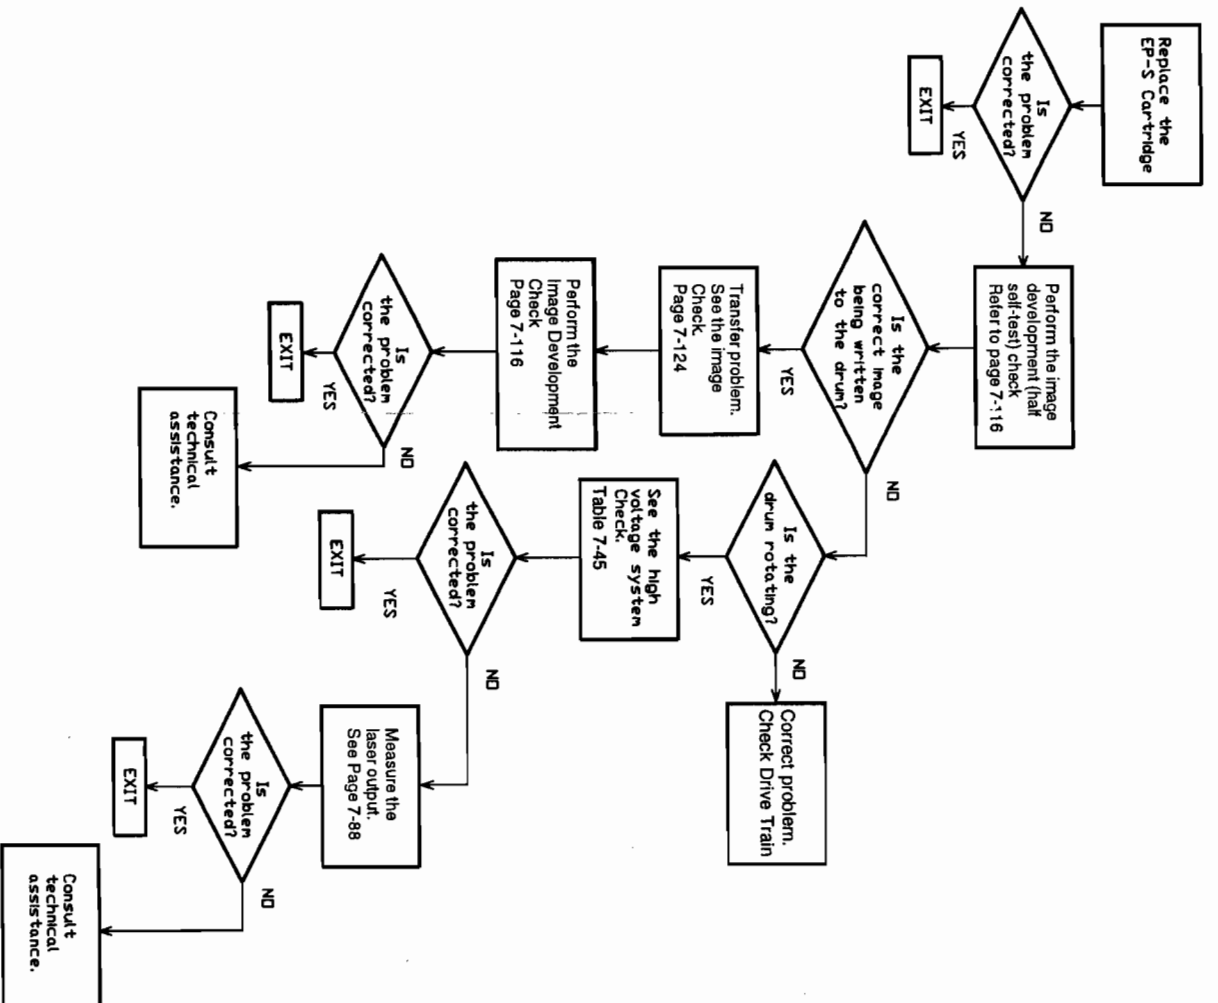 Replace the
EP-S Cartridge
Is
the problem
corrected?
YES
EXIT
NO
Perform the image
development (half
self-test) check
Refer to page 7-116
Is the
correct image
being written
to the drum?
YES
Transfer problem.
See the image
Check.
Page 7-124
Perform the
Image Development
Check
Page 7-116
Is
the problem
corrected?
YES
EXIT
NO
Consult
technical
assistance.
NO
Is the
drum rotating?
NO
Correct problem.
Check Drive Train
YES
See the high
voltage system
Check.
Table 7-45
Is
the problem
corrected?
YES
EXIT
NO
Measure the
laser output.
See Page 7-88
Is
the problem
corrected?
YES
EXIT
NO
Consult
technical
assistance.